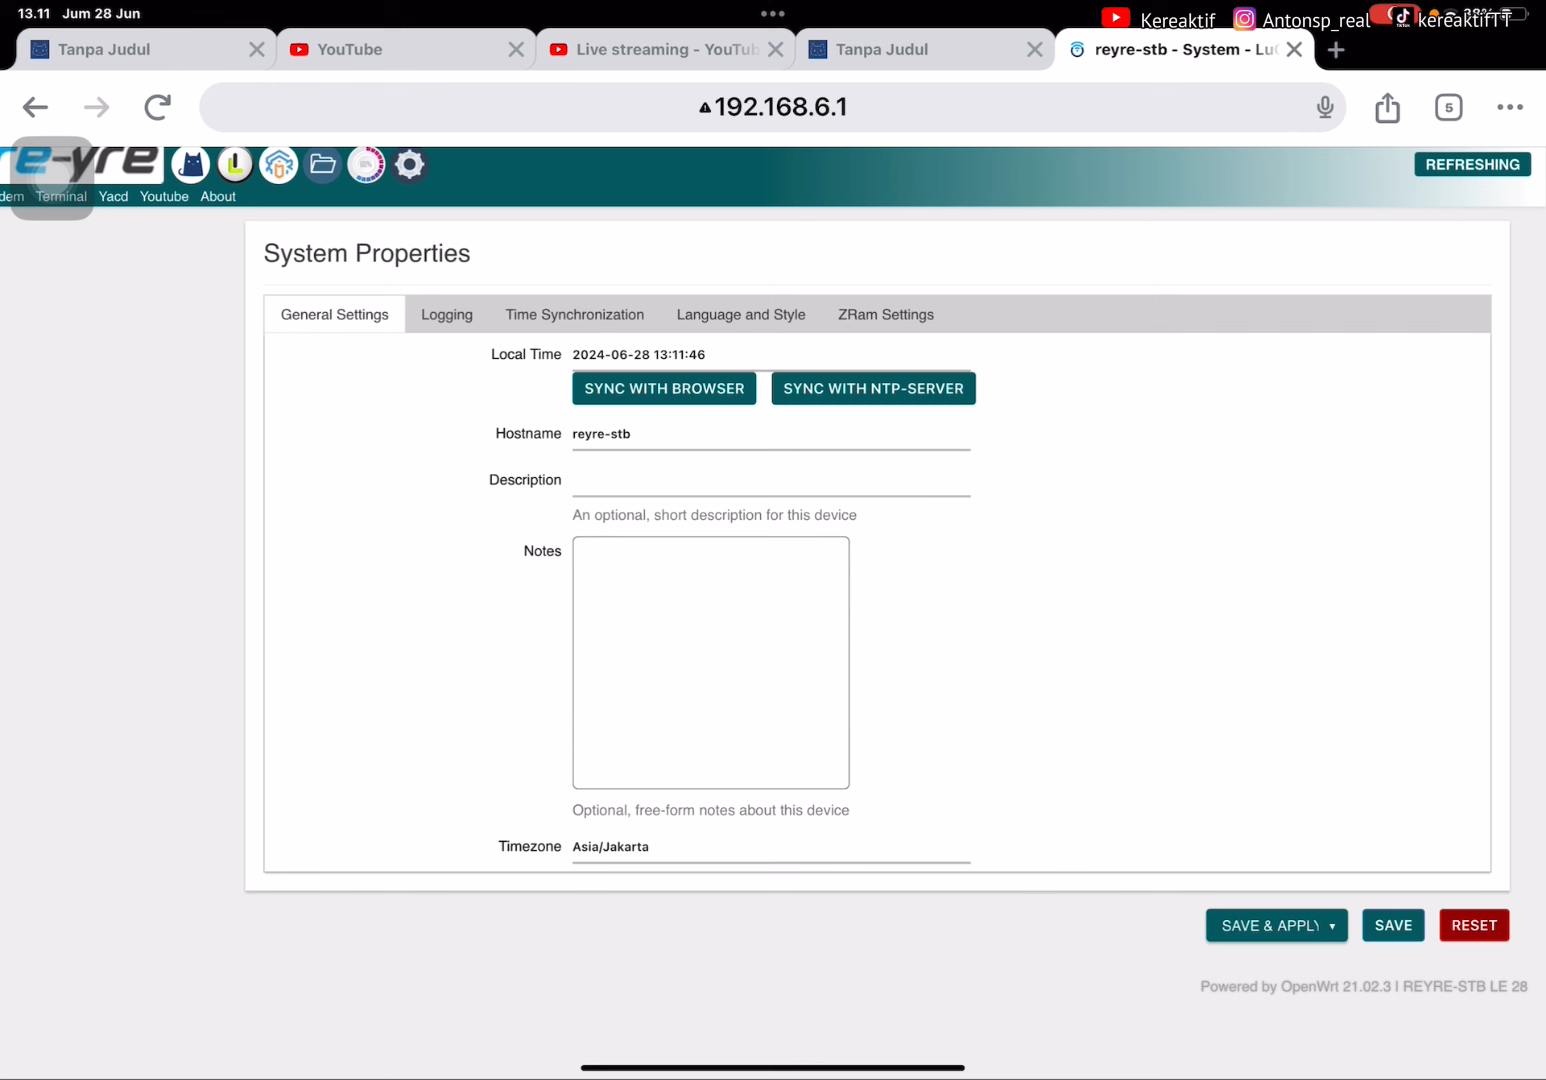 13.11 Jum 28 Jun
Kereaktif Antonsp_real kereaktifTT
Tanpa Judul YouTube Live streaming - YouTub Tanpa Judul reyre-stb - System - Lu
192.168.6.1 5
re-yre REFRESHING
dem Terminal Yacd Youtube About
System Properties
General Settings Logging Time Synchronization Language and Style ZRam Settings
Local Time 2024-06-28 13:11:46
SYNC WITH BROWSER SYNC WITH NTP-SERVER
Hostname reyre-stb
Description
An optional, short description for this device
Notes
Optional, free-form notes about this device
Timezone Asia/Jakarta
SAVE & APPLY SAVE RESET
Powered by OpenWrt 21.02.3 | REYRE-STB LE 28